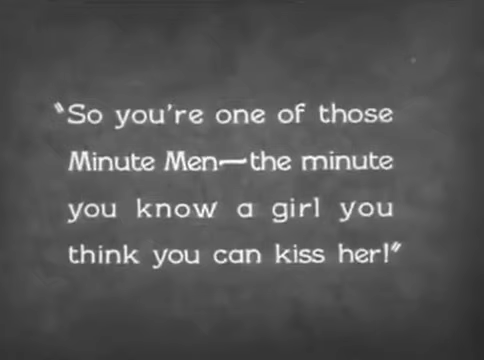 "So you're one of those
Minute Men—the minute
you know a girl you
think you can kiss her!"